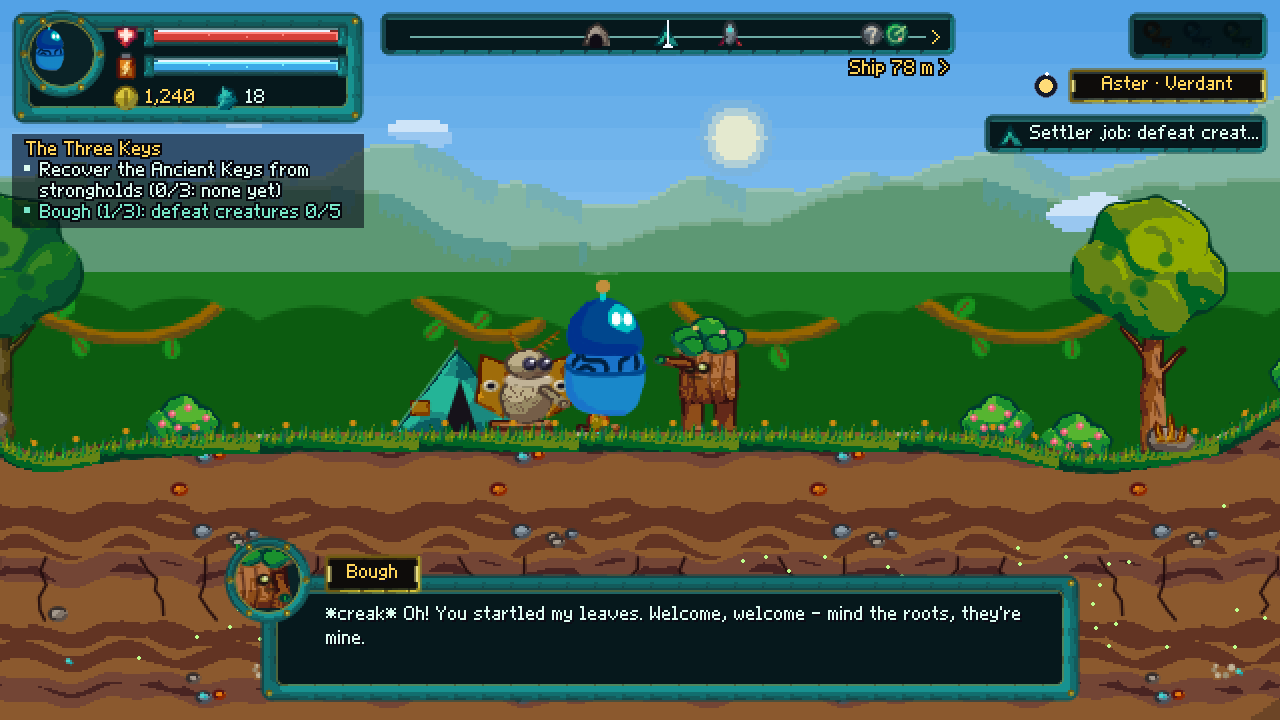 1,240
18
Ship 78 m
Aster · Verdant
Settler job: defeat creat...
The Three Keys
Recover the Ancient Keys from
strongholds (0/3: none yet)
Bough (1/3): defeat creatures 0/5
Bough
*creak* Oh! You startled my leaves. Welcome, welcome – mind the roots, they're
mine.